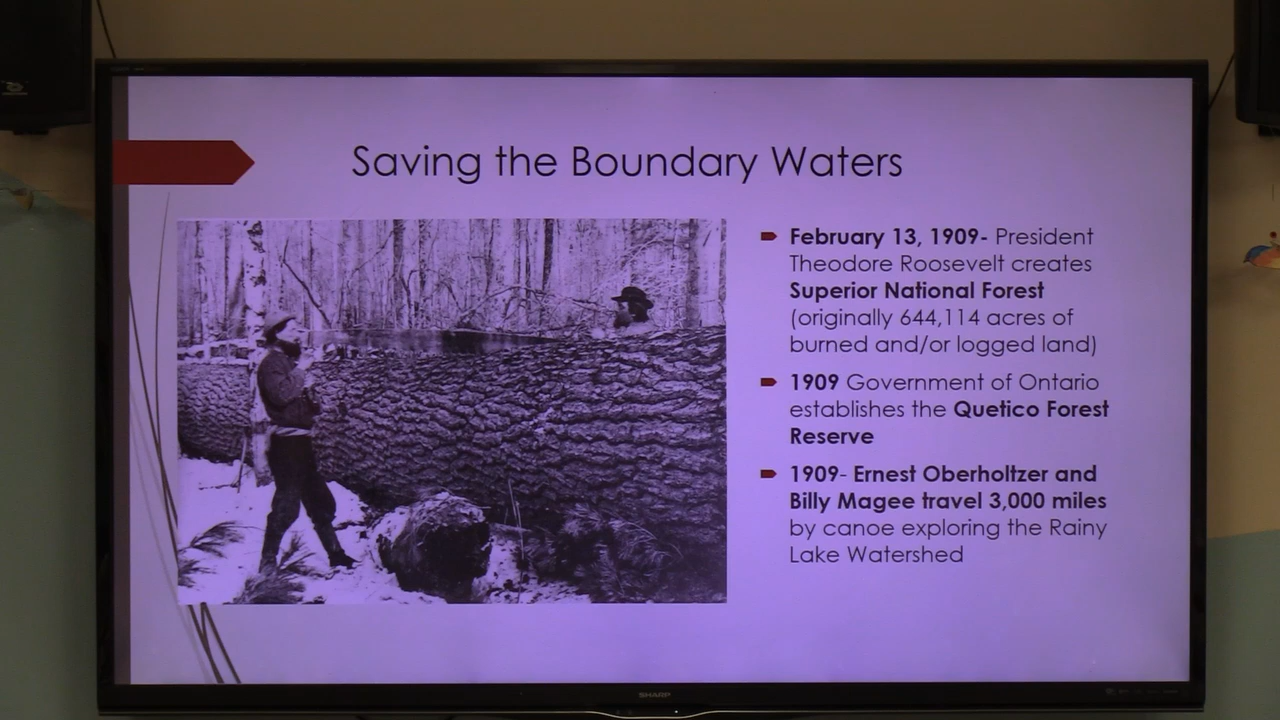 Saving the Boundary Waters
February 13, 1909- President
Theodore Roosevelt creates
Superior National Forest
(originally 644,114 acres of
burned and/or logged land)
1909 Government of Ontario
establishes the Quetico Forest
Reserve
1909- Ernest Oberholtzer and
Billy Magee travel 3,000 miles
by canoe exploring the Rainy
Lake Watershed
SHARP